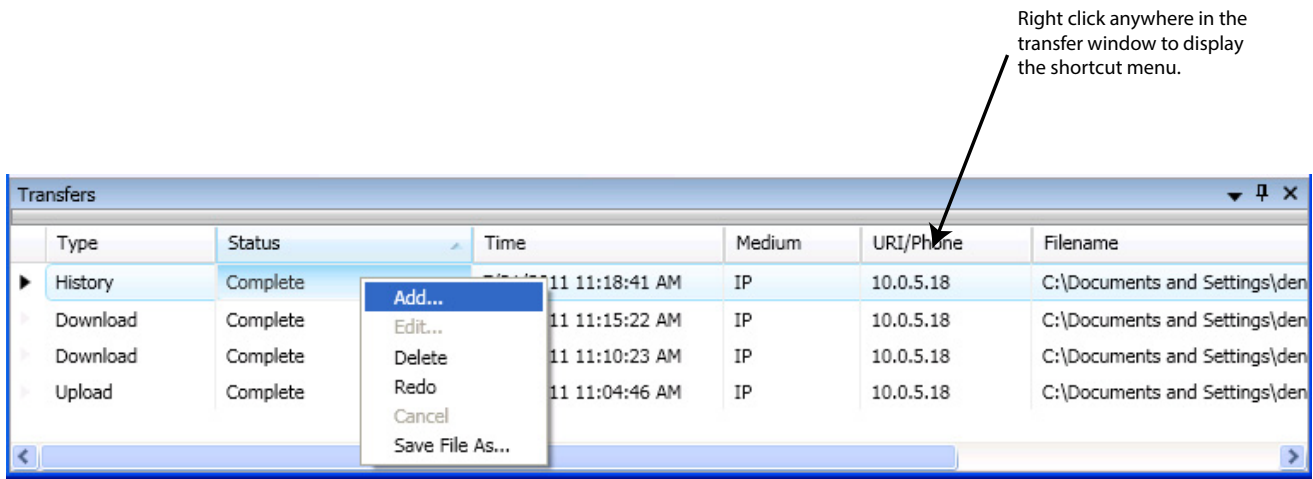 Right click anywhere in the
transfer window to display
the shortcut menu.
Transfers
Type Status Time Medium URI/Phone Filename
History Complete 11 11:18:41 AM IP 10.0.5.18 C:\Documents and Settings\den
Download Complete 11 11:15:22 AM IP 10.0.5.18 C:\Documents and Settings\den
Download Complete 11 11:10:23 AM IP 10.0.5.18 C:\Documents and Settings\den
Upload Complete 11 11:04:46 AM IP 10.0.5.18 C:\Documents and Settings\den
Add...
Edit...
Delete
Redo
Cancel
Save File As...